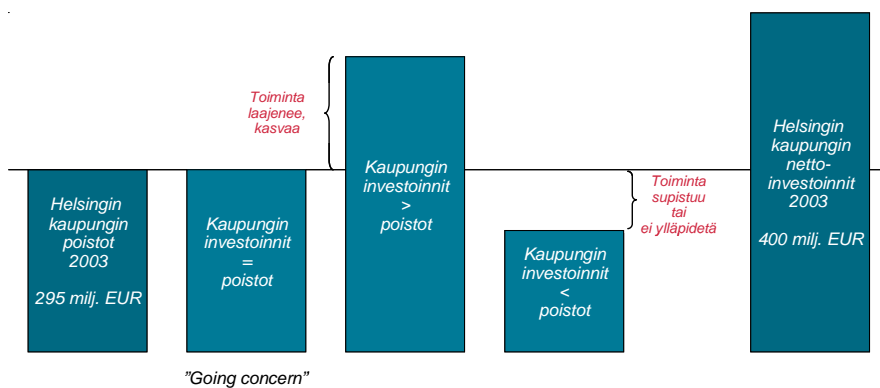 Helsingin
kaupungin
poistot
2003
295 milj. EUR
Kaupungin
investoinnit
=
poistot
"Going concern"
Toiminta
laajenee,
kasvaa
Kaupungin
investoinnit
>
poistot
Kaupungin
investoinnit
<
poistot
Toiminta
supistuu
tai
ei ylläpidetä
Helsingin
kaupungin
netto-
investoinnit
2003
400 milj. EUR